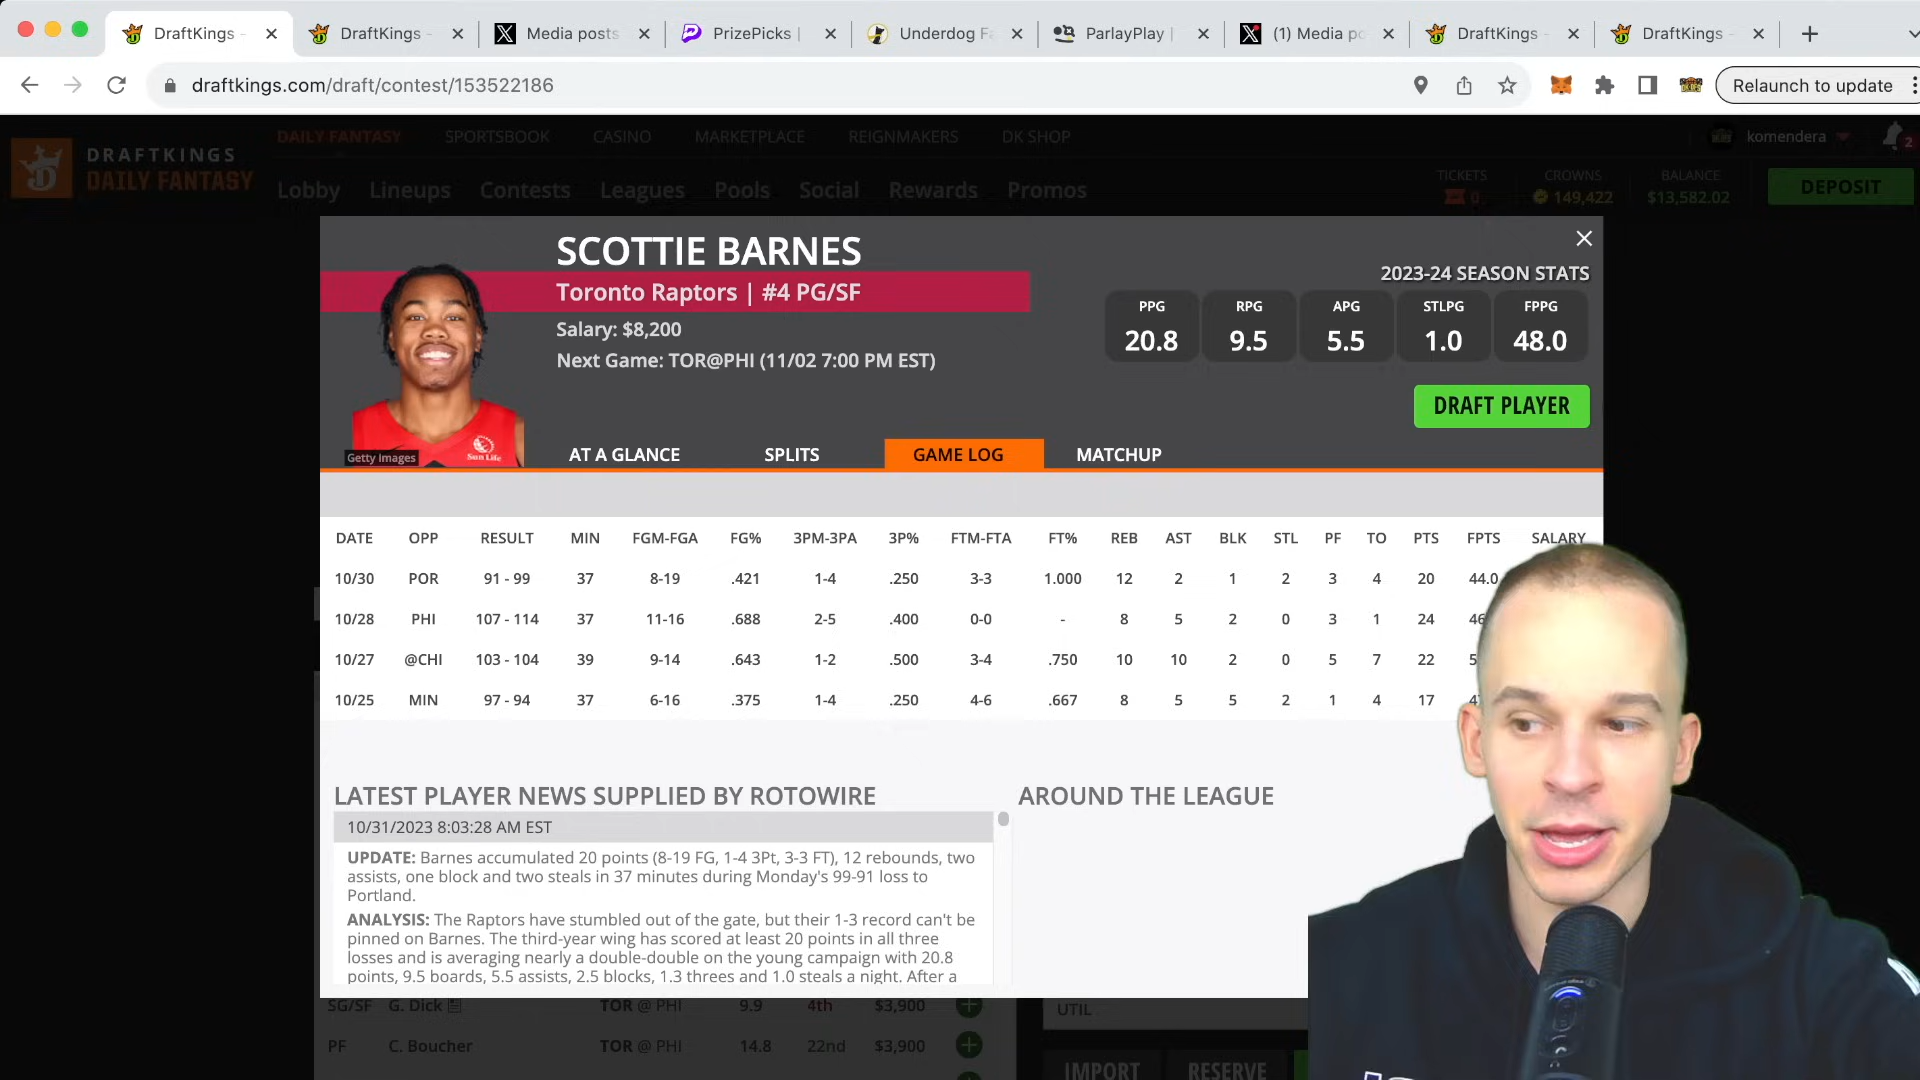 DraftKings -
DraftKings -
Media posts
PrizePicks |
Underdog Fa
ParlayPlay |
(1) Media po
DraftKings -
DraftKings -
draftkings.com/draft/contest/153522186
Relaunch to update
DAILY FANTASY
SPORTSBOOK
CASINO
MARKETPLACE
REIGNMAKERS
DK SHOP
komendera
2
DRAFTKINGS
DAILY FANTASY
Lobby
Lineups
Contests
Leagues
Pools
Social
Rewards
Promos
TICKETS
0
CROWNS
149,422
BALANCE
$13,582.02
DEPOSIT
SCOTTIE BARNES
Toronto Raptors | #4 PG/SF
Salary: $8,200
Next Game: TOR@PHI (11/02 7:00 PM EST)
2023-24 SEASON STATS
PPG RPG APG STLPG FPPG
20.8 9.5 5.5 1.0 48.0
DRAFT PLAYER
Getty Images
Sun Life
AT A GLANCE
SPLITS
GAME LOG
MATCHUP
DATE OPP RESULT MIN FGM-FGA FG% 3PM-3PA 3P% FTM-FTA FT% REB AST BLK STL PF TO PTS FPTS SALARY
10/30 POR 91 - 99 37 8-19 .421 1-4 .250 3-3 1.000 12 2 1 2 3 4 20 44.0
10/28 PHI 107 - 114 37 11-16 .688 2-5 .400 0-0 - 8 5 2 0 3 1 24
10/27 @CHI 103 - 104 39 9-14 .643 1-2 .500 3-4 .750 10 10 2 0 5 7 22
10/25 MIN 97 - 94 37 6-16 .375 1-4 .250 4-6 .667 8 5 5 2 1 4 17
LATEST PLAYER NEWS SUPPLIED BY ROTOWIRE
10/31/2023 8:03:28 AM EST
UPDATE: Barnes accumulated 20 points (8-19 FG, 1-4 3Pt, 3-3 FT), 12 rebounds, two
assists, one block and two steals in 37 minutes during Monday's 99-91 loss to
Portland.
ANALYSIS: The Raptors have stumbled out of the gate, but their 1-3 record can't be
pinned on Barnes. The third-year wing has scored at least 20 points in all three
losses and is averaging nearly a double-double on the young campaign with 20.8
points, 9.5 boards, 5.5 assists, 2.5 blocks, 1.3 threes and 1.0 steals a night. After a
AROUND THE LEAGUE
SG/SF G. Dick TOR @ PHI 9.9 4th $3,900
PF C. Boucher TOR @ PHI 14.8 22nd $3,900
UTIL
IMPORT
RESERVE